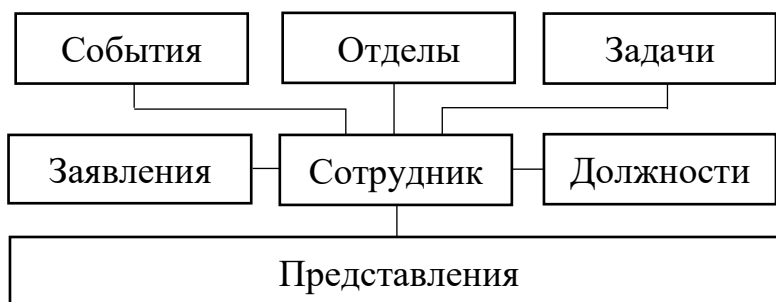 События Отделы Задачи
Заявления Сотрудник Должности
Представления